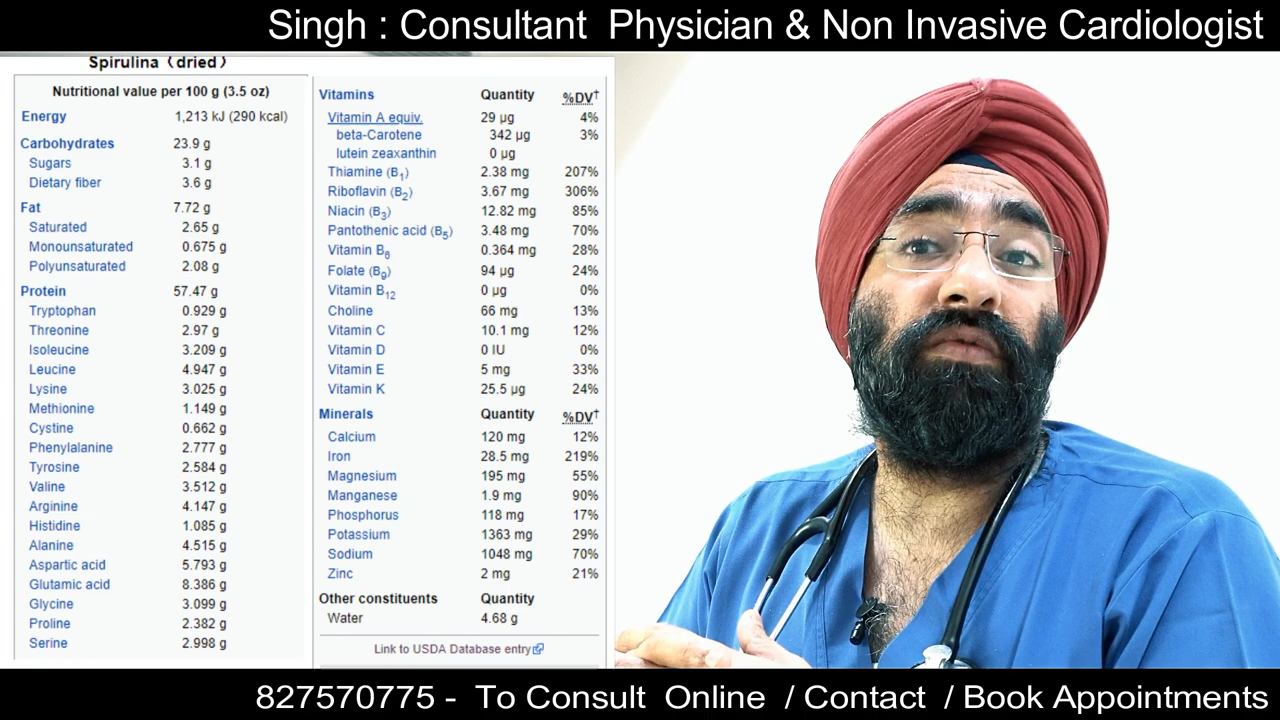 Singh : Consultant Physician & Non Invasive Cardiologist
Spirulina (dried)
Nutritional value per 100 g (3.5 oz)
Energy 1,213 kJ (290 kcal)
Carbohydrates 23.9 g
Sugars 3.1 g
Dietary fiber 3.6 g
Fat 7.72 g
Saturated 2.65 g
Monounsaturated 0.675 g
Polyunsaturated 2.08 g
Protein 57.47 g
Tryptophan 0.929 g
Threonine 2.97 g
Isoleucine 3.209 g
Leucine 4.947 g
Lysine 3.025 g
Methionine 1.149 g
Cystine 0.662 g
Phenylalanine 2.777 g
Tyrosine 2.584 g
Valine 3.512 g
Arginine 4.147 g
Histidine 1.085 g
Alanine 4.515 g
Aspartic acid 5.793 g
Glutamic acid 8.386 g
Glycine 3.099 g
Proline 2.382 g
Serine 2.998 g
Vitamins Quantity %DV†
Vitamin A equiv. 29 µg 4%
beta-Carotene 342 µg 3%
lutein zeaxanthin 0 µg
Thiamine (B1) 2.38 mg 207%
Riboflavin (B2) 3.67 mg 306%
Niacin (B3) 12.82 mg 85%
Pantothenic acid (B5) 3.48 mg 70%
Vitamin B6 0.364 mg 28%
Folate (B9) 94 µg 24%
Vitamin B12 0 µg 0%
Choline 66 mg 13%
Vitamin C 10.1 mg 12%
Vitamin D 0 IU 0%
Vitamin E 5 mg 33%
Vitamin K 25.5 µg 24%
Minerals Quantity %DV†
Calcium 120 mg 12%
Iron 28.5 mg 219%
Magnesium 195 mg 55%
Manganese 1.9 mg 90%
Phosphorus 118 mg 17%
Potassium 1363 mg 29%
Sodium 1048 mg 70%
Zinc 2 mg 21%
Other constituents Quantity
Water 4.68 g
Link to USDA Database entry
827570775 - To Consult Online / Contact / Book Appointments